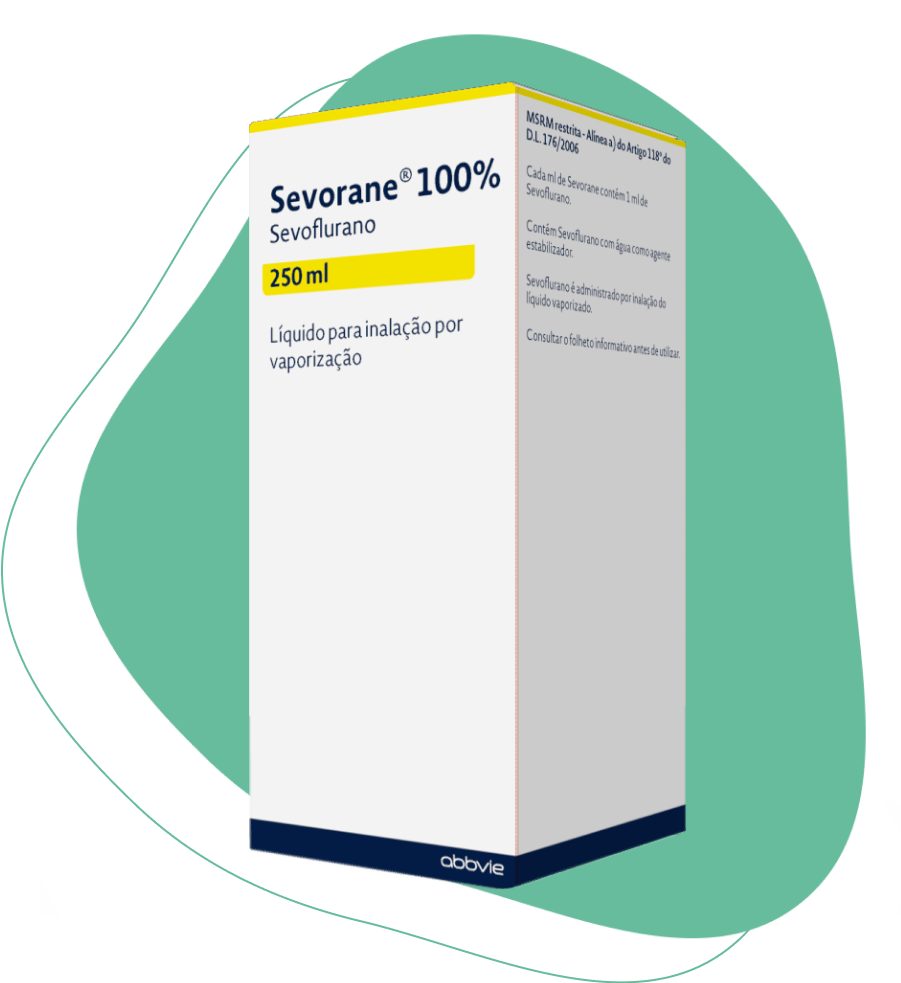 Sevorane® 100%
Sevoflurano
250 ml
Líquido para inalação por
vaporização
abbvie
MSRM restrita - Alínea a) do Artigo 118º do
D.L. 176/2006
Cada ml de Sevorane contém 1 ml de
Sevoflurano.
Contém Sevoflurano com água como agente
estabilizador.
Sevoflurano é administrado por inalação do
líquido vaporizado.
Consultar o folheto informativo antes de utilizar.